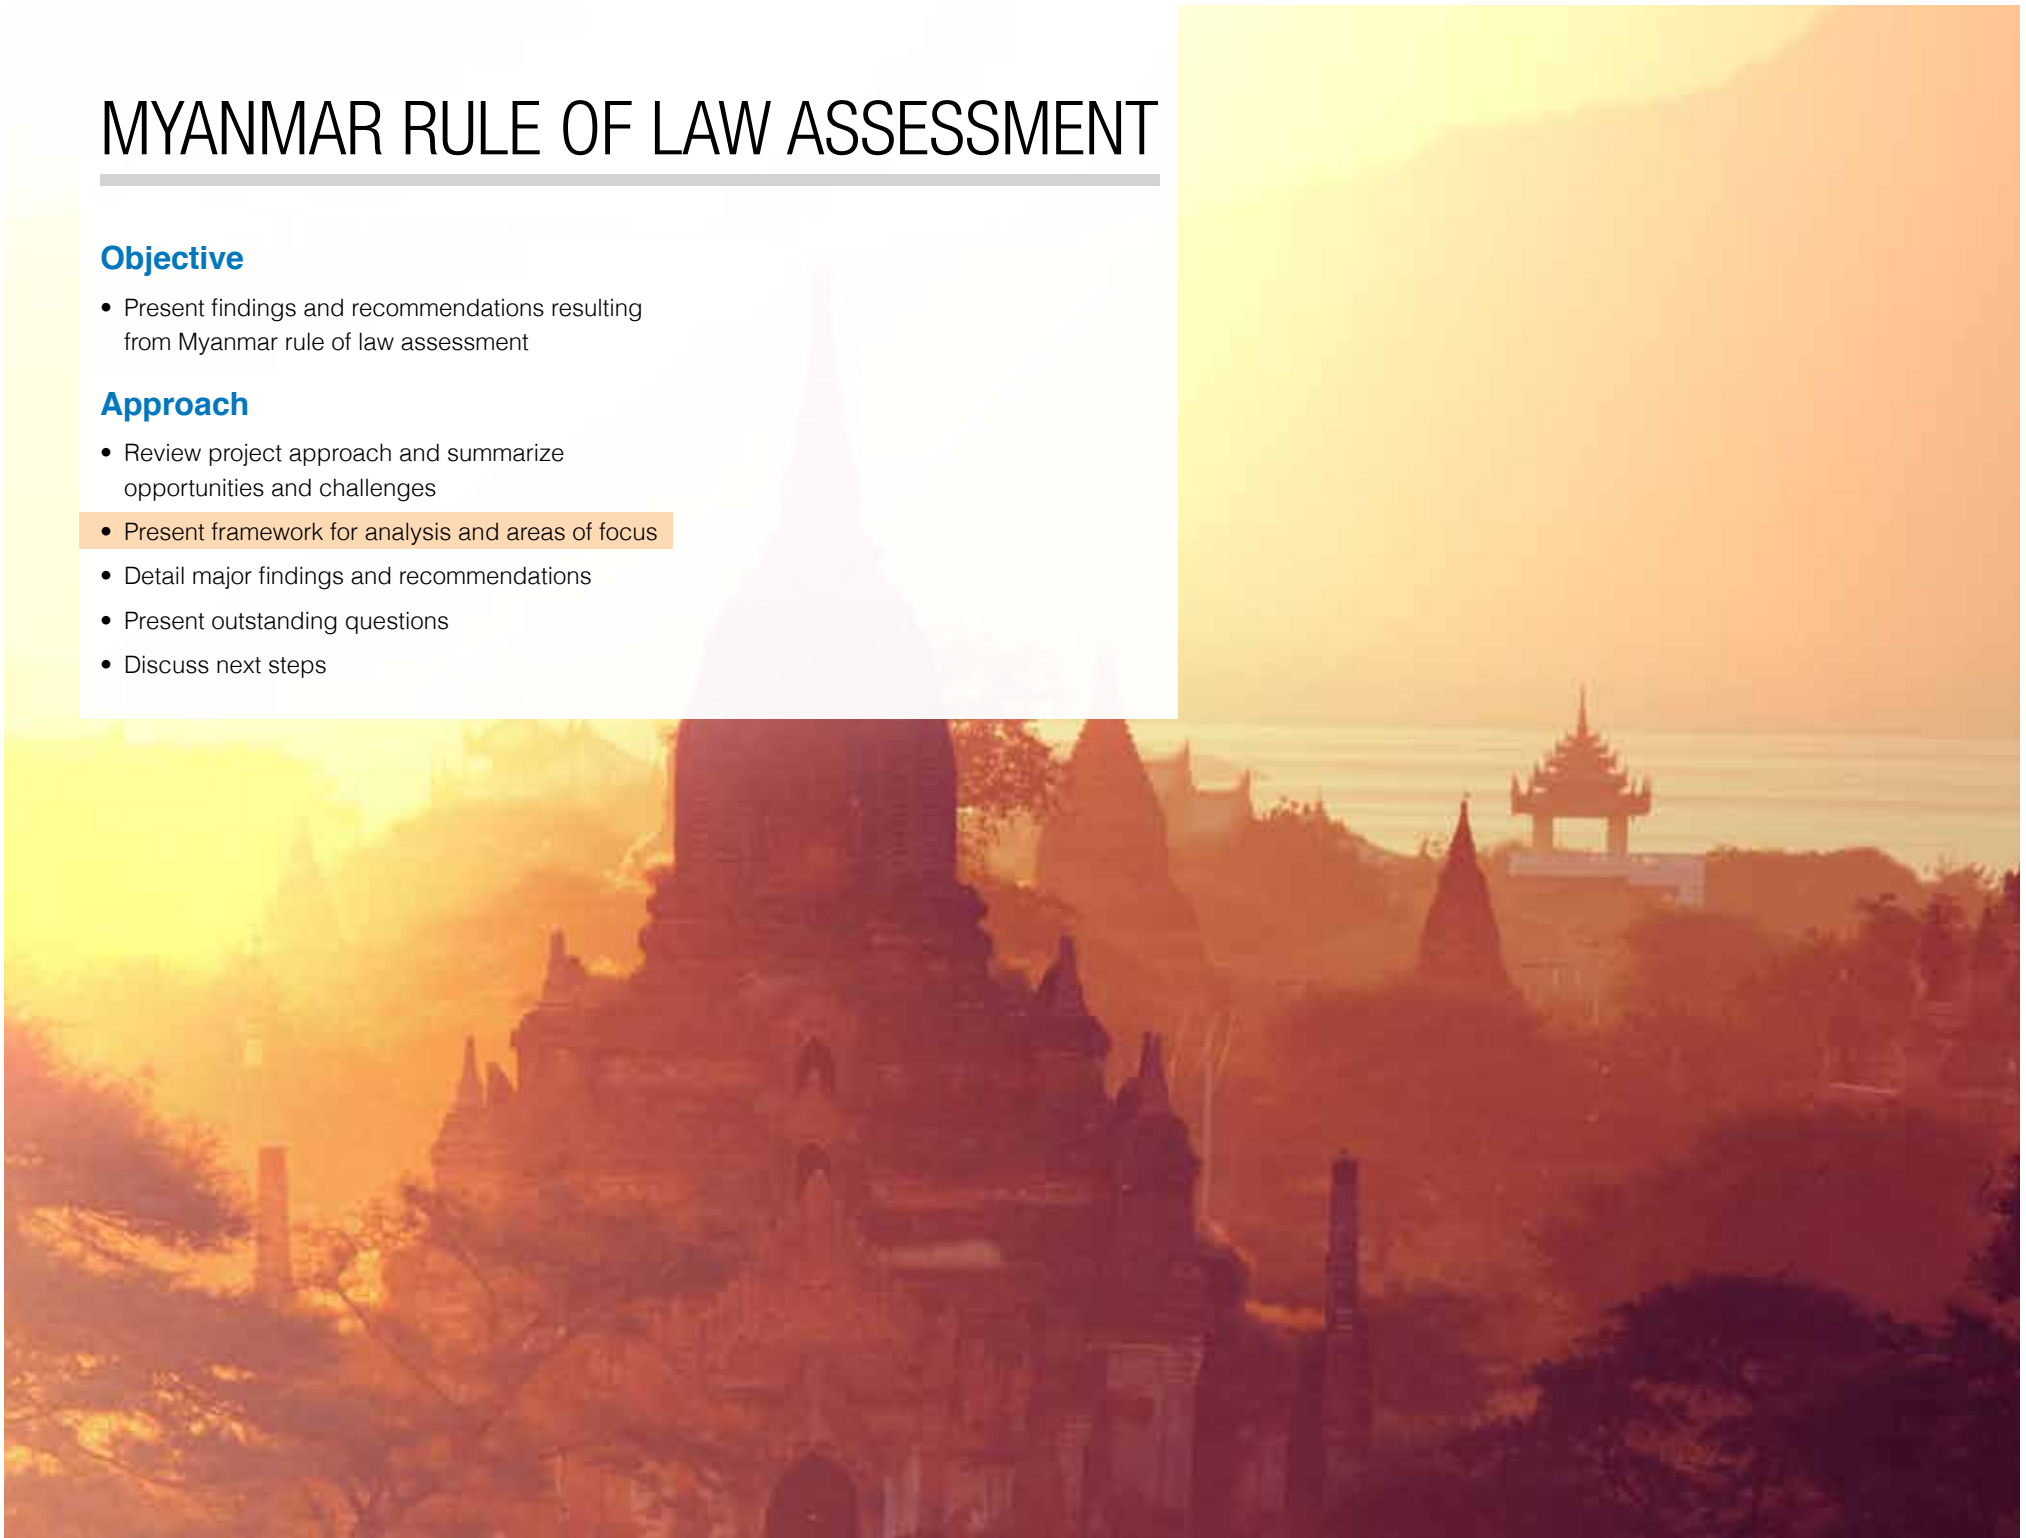 MYANMAR RULE OF LAW ASSESSMENT
Objective
• Present findings and recommendations resulting
from Myanmar rule of law assessment
Approach
• Review project approach and summarize
opportunities and challenges
• Present framework for analysis and areas of focus
• Detail major findings and recommendations
• Present outstanding questions
• Discuss next steps